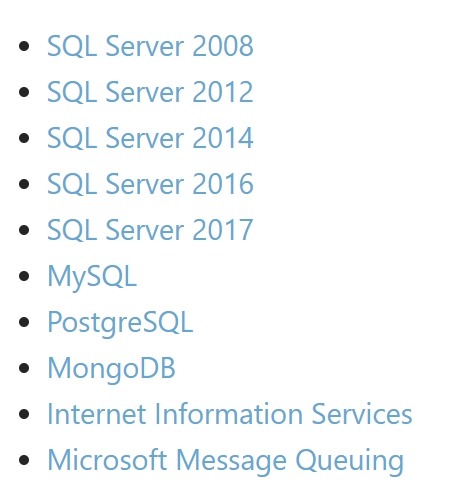 SQL Server 2008
SQL Server 2012
SQL Server 2014
SQL Server 2016
SQL Server 2017
MySQL
PostgreSQL
MongoDB
Internet Information Services
Microsoft Message Queuing